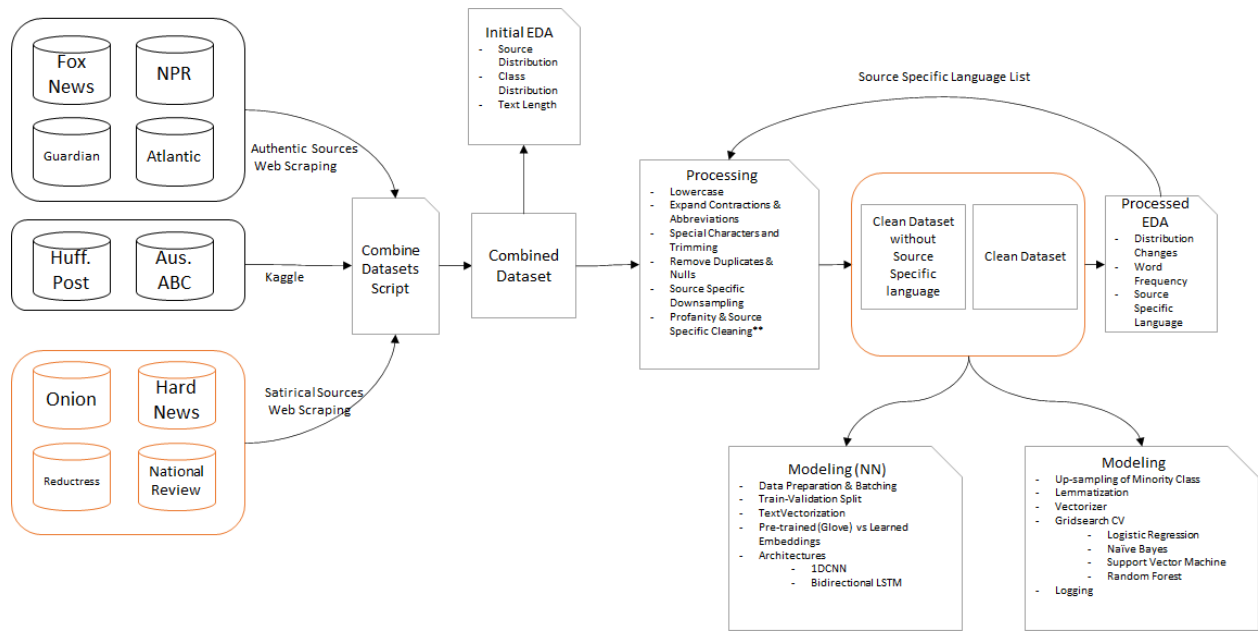 Fox
News
NPR
Guardian
Atlantic
Authentic Sources
Web Scraping
Huff.
Post
Aus.
ABC
Kaggle
Onion
Hard
News
Reductress
National
Review
Satirical Sources
Web Scraping
Combine
Datasets
Script
Initial EDA
- Source
Distribution
- Class
Distribution
- Text Length
Combined
Dataset
Processing
- Lowercase
- Expand Contractions &
Abbreviations
- Special Characters and
Trimming
- Remove Duplicates & 
Nulls
- Source Specific
Downsampling
- Profanity & Source
Specific Cleaning**
Source Specific Language List
Clean Dataset
without
Source
Specific
language
Clean Dataset
Processed
EDA
- Distribution
Changes
- Word
Frequency
- Source
Specific
Language
Modeling (NN)
- Data Preparation & Batching
- Train-Validation Split
- TextVectorization
- Pre-trained (Glove) vs Learned
Embeddings
- Architectures
- 1DCNN
- Bidirectional LSTM
Modeling
- Up-sampling of Minority Class
- Lemmatization
- Vectorizer
- Gridsearch CV
- Logistic Regression
- Naïve Bayes
- Support Vector Machine
- Random Forest
- Logging